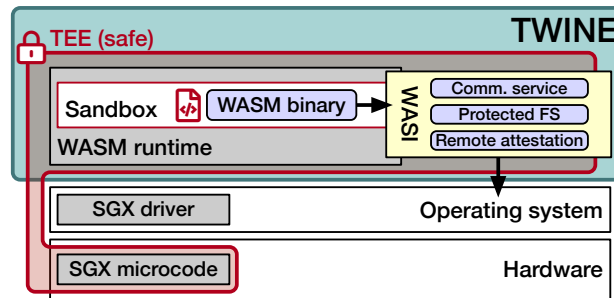 TWINE
TEE (safe)
Sandbox
WASM binary
WASM runtime
WASI
Comm. service
Protected FS
Remote attestation
SGX driver
Operating system
SGX microcode
Hardware